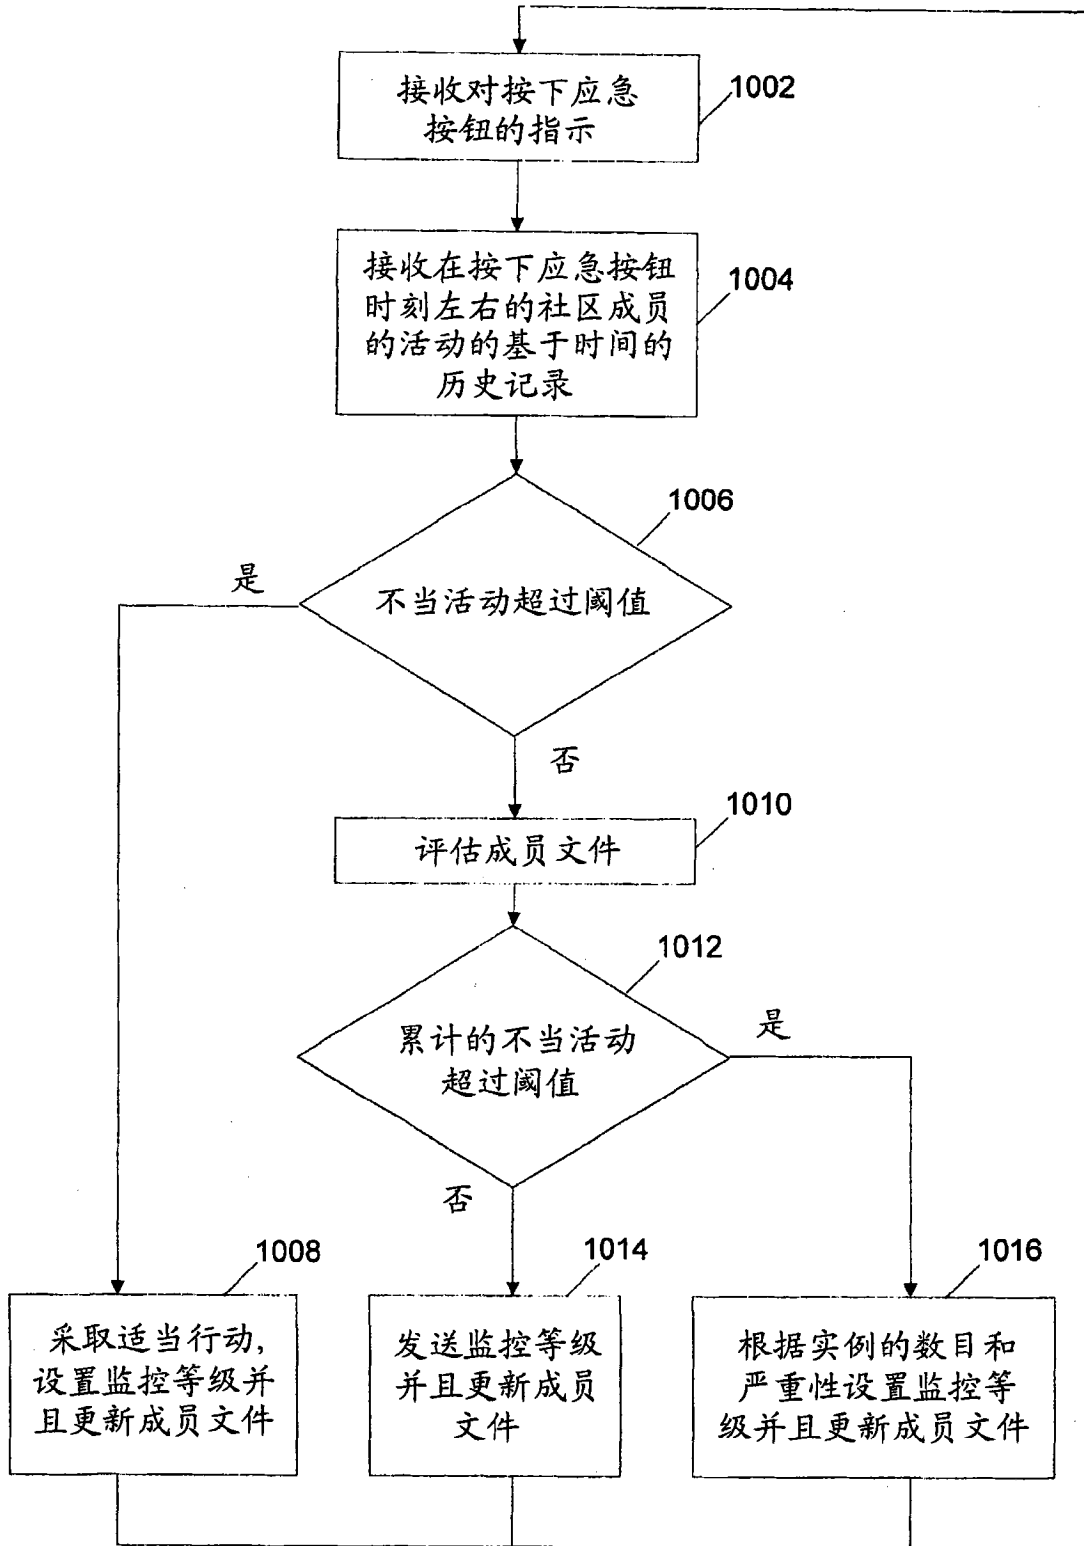 接收对按下应急
按钮的指示
1002
接收在按下应急按钮
时刻左右的社区成员
的活动的基于时间的
历史记录
1004
1006
是
不当活动超过阈值
否
1010
评估成员文件
1012
累计的不当活动
超过阈值
是
否
1008
采取适当行动,
设置监控等级并
且更新成员文件
1014
发送监控等级
并且更新成员
文件
1016
根据实例的数目和
严重性设置监控等
级并且更新成员文件